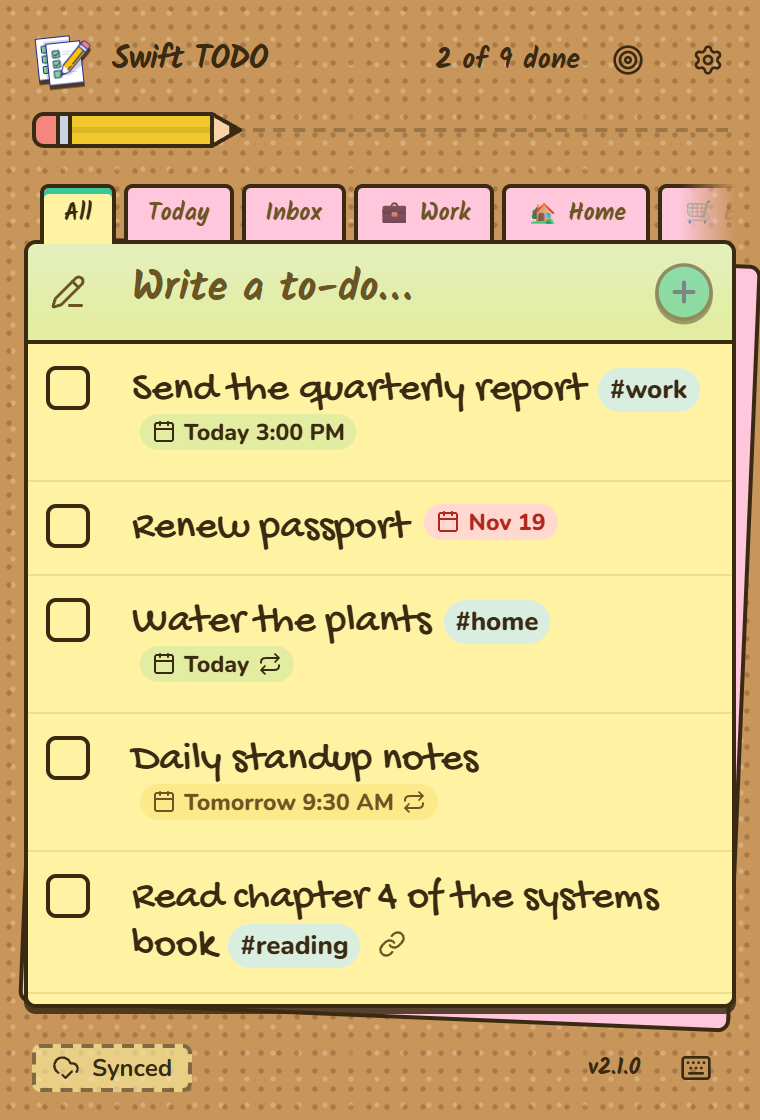 Swift TODO
2 of 9 done
All
Today
Inbox
Work
Home
Write a to-do...
Send the quarterly report #work
Today 3:00 PM
Renew passport Nov 19
Water the plants #home
Today
Daily standup notes
Tomorrow 9:30 AM
Read chapter 4 of the systems
book #reading
Synced
v2.1.0